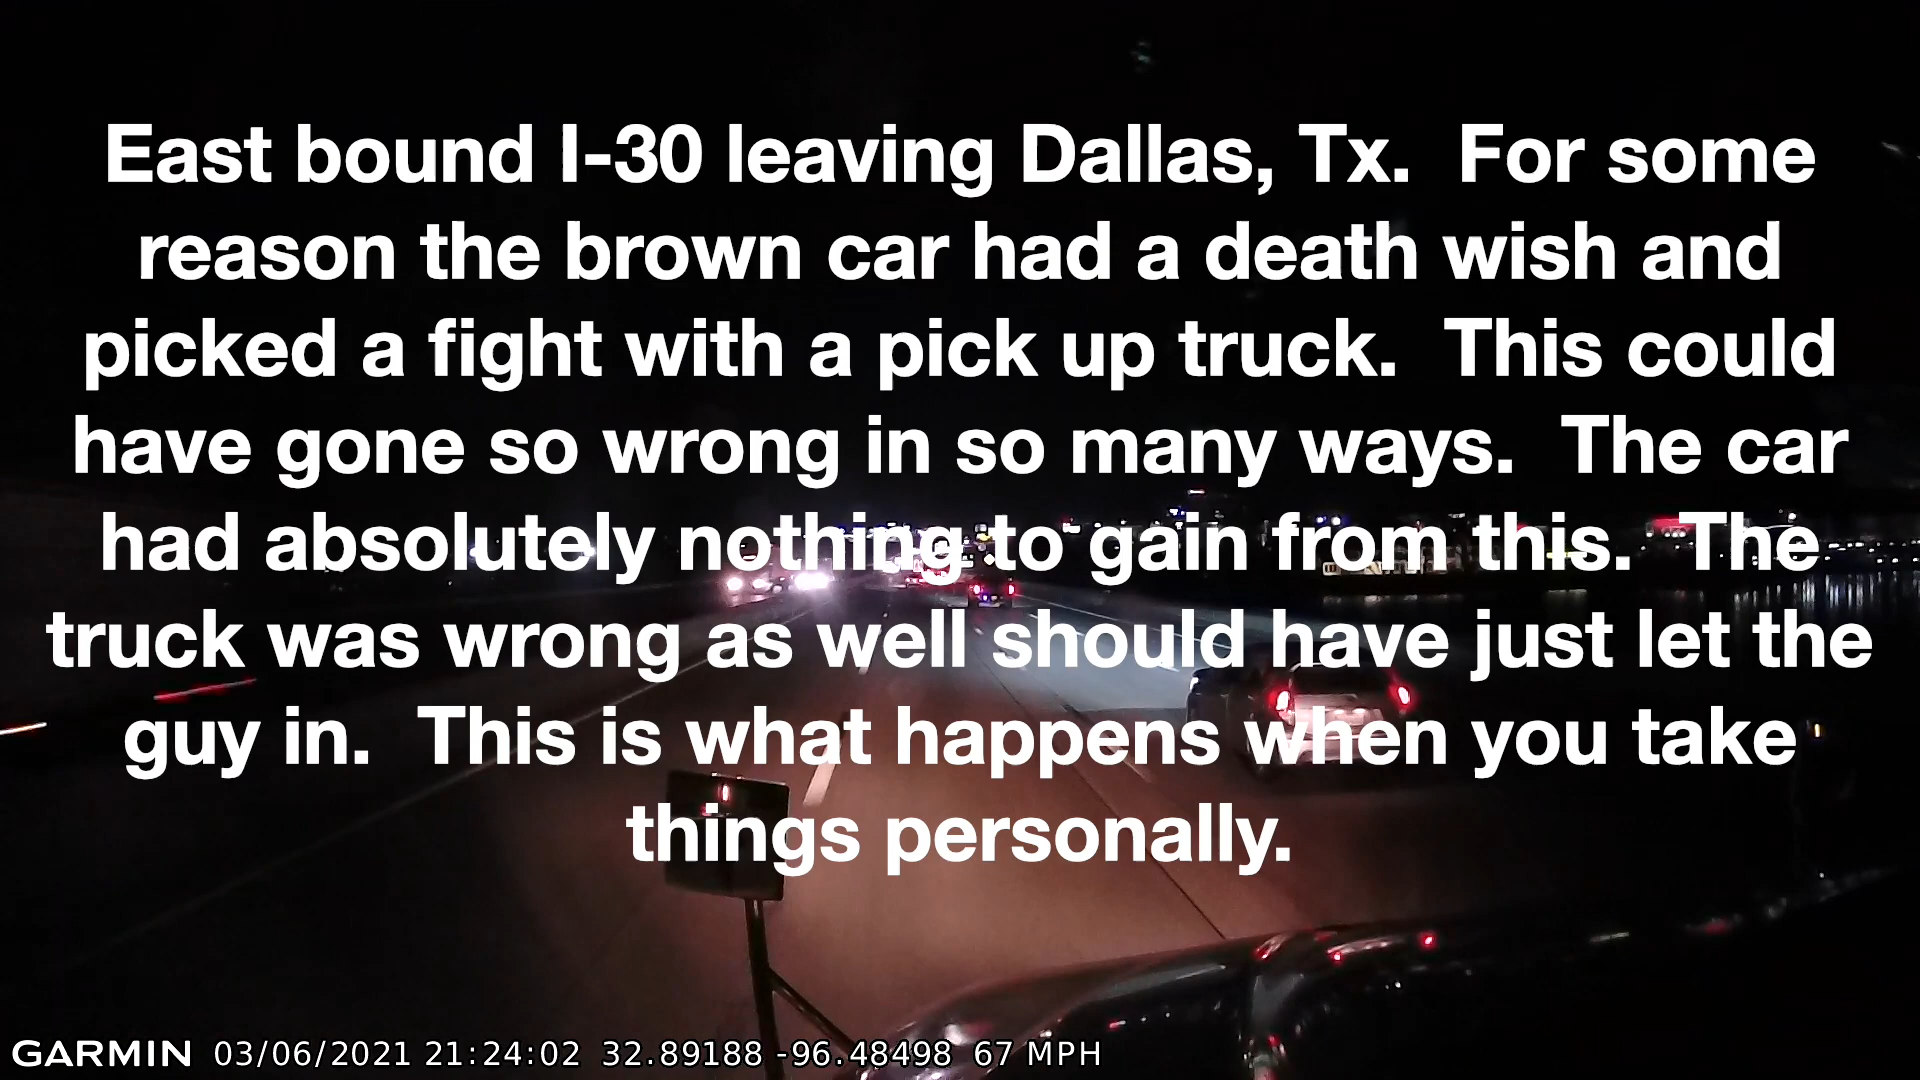 East bound I-30 leaving Dallas, Tx.  For some
reason the brown car had a death wish and
picked a fight with a pick up truck.  This could
have gone so wrong in so many ways.  The car
had absolutely nothing to gain from this.  The
truck was wrong as well should have just let the
guy in.  This is what happens when you take
things personally.
GARMIN 03/06/2021 21:24:02 32.89188 -96.48498 67 MPH